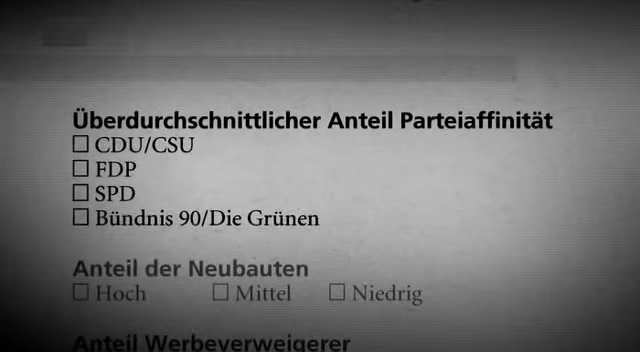 Überdurchschnittlicher Anteil Parteiaffinität
☐ CDU/CSU
☐ FDP
☐ SPD
☐ Bündnis 90/Die Grünen
Anteil der Neubauten
☐ Hoch ☐ Mittel ☐ Niedrig
Anteil Werbeverweigerer